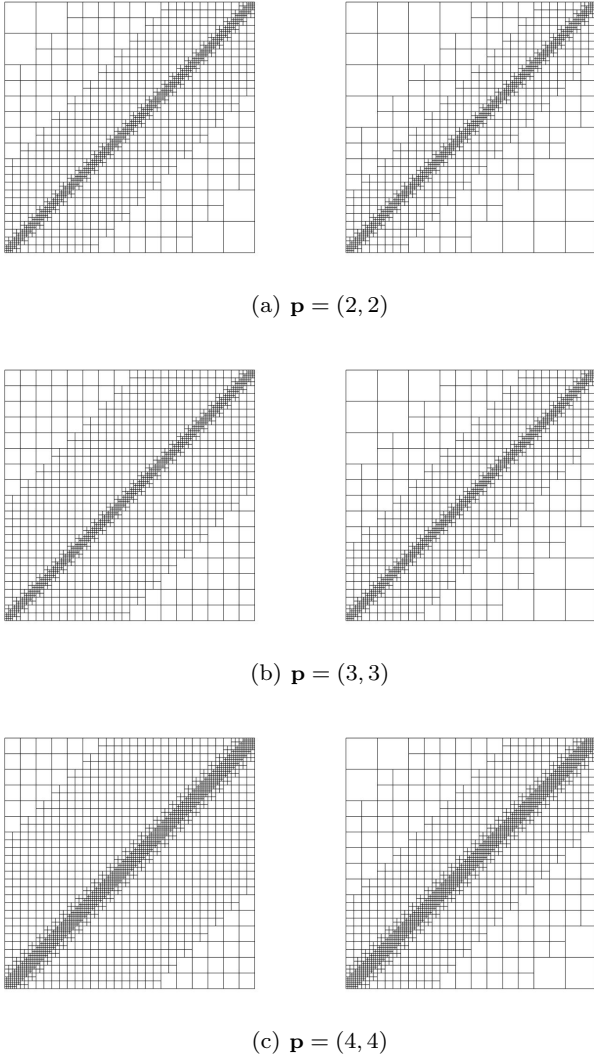 (a) p = (2, 2)
(b) p = (3, 3)
(c) p = (4, 4)